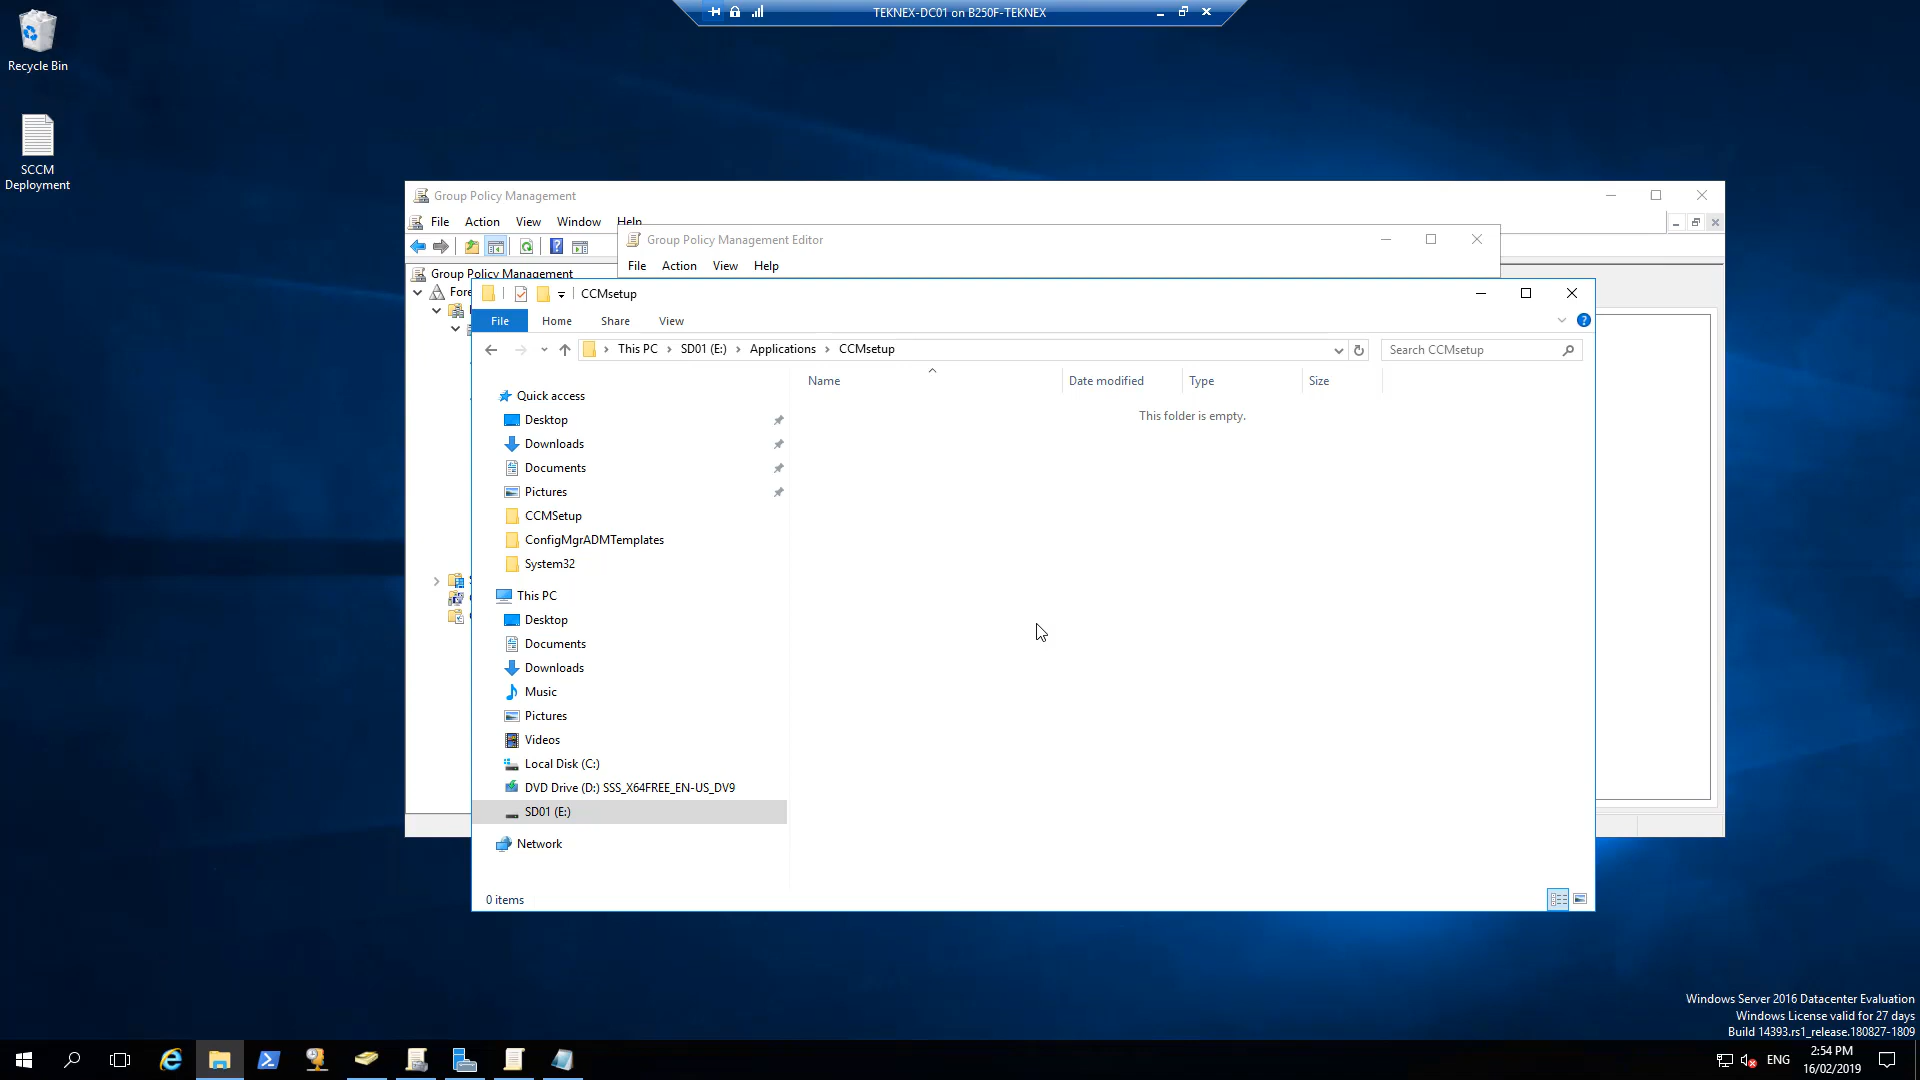 TEKNEX-DC01 on B250F-TEKNEX
Recycle Bin
SCCM
Deployment
Group Policy Management
File Action View Window Help
Group Policy Management Editor
File Action View Help
Group Policy Management
CCMsetup
File Home Share View
This PC SD01 (E:) Applications CCMsetup
Search CCMsetup
Name Date modified Type Size
This folder is empty.
Quick access
Desktop
Downloads
Documents
Pictures
CCMSetup
ConfigMgrADMTemplates
System32
This PC
Desktop
Documents
Downloads
Music
Pictures
Videos
Local Disk (C:)
DVD Drive (D:) SSS_X64FREE_EN-US_DV9
SD01 (E:)
Network
0 items
Windows Server 2016 Datacenter Evaluation
Windows License valid for 27 days
Build 14393.rs1_release.180827-1809
ENG
2:54 PM
16/02/2019